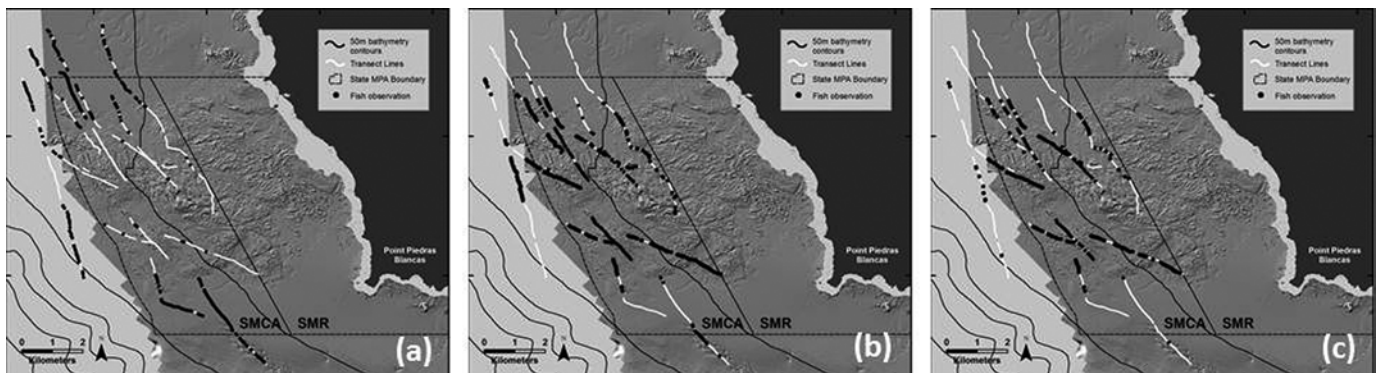 50m bathymetry
contours
Transect Lines
State MPA Boundary
Fish observation
Point Piedras
Blancas
SMCA SMR
0 1 2
Kilometers
N
(a)
50m bathymetry
contours
Transect Lines
State MPA Boundary
Fish observation
Point Piedras
Blancas
SMCA SMR
0 1 2
Kilometers
N
(b)
50m bathymetry
contours
Transect Lines
State MPA Boundary
Fish observation
Point Piedras
Blancas
SMCA SMR
0 1 2
Kilometers
N
(c)